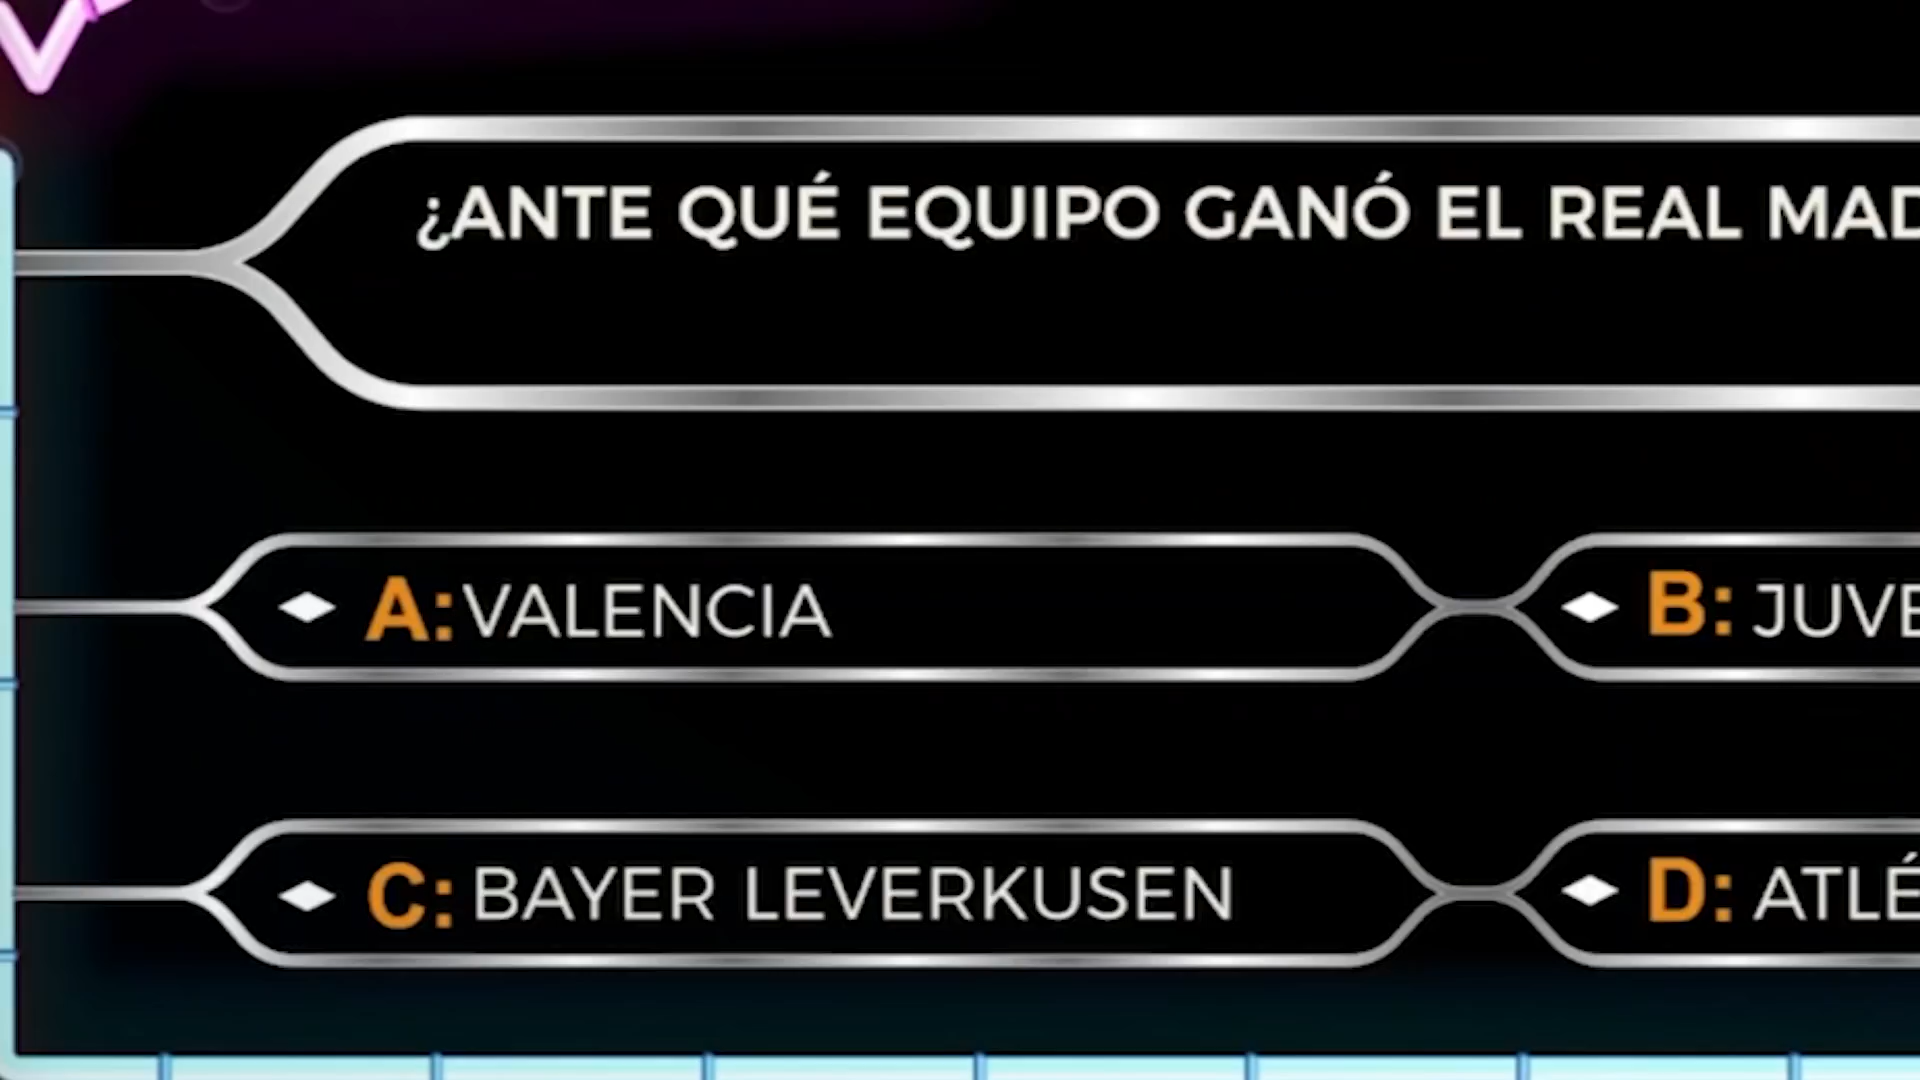 ¿ANTE QUÉ EQUIPO GANÓ EL REAL MAD
A: VALENCIA
B: JUVE
C: BAYER LEVERKUSEN
D: ATLÉ